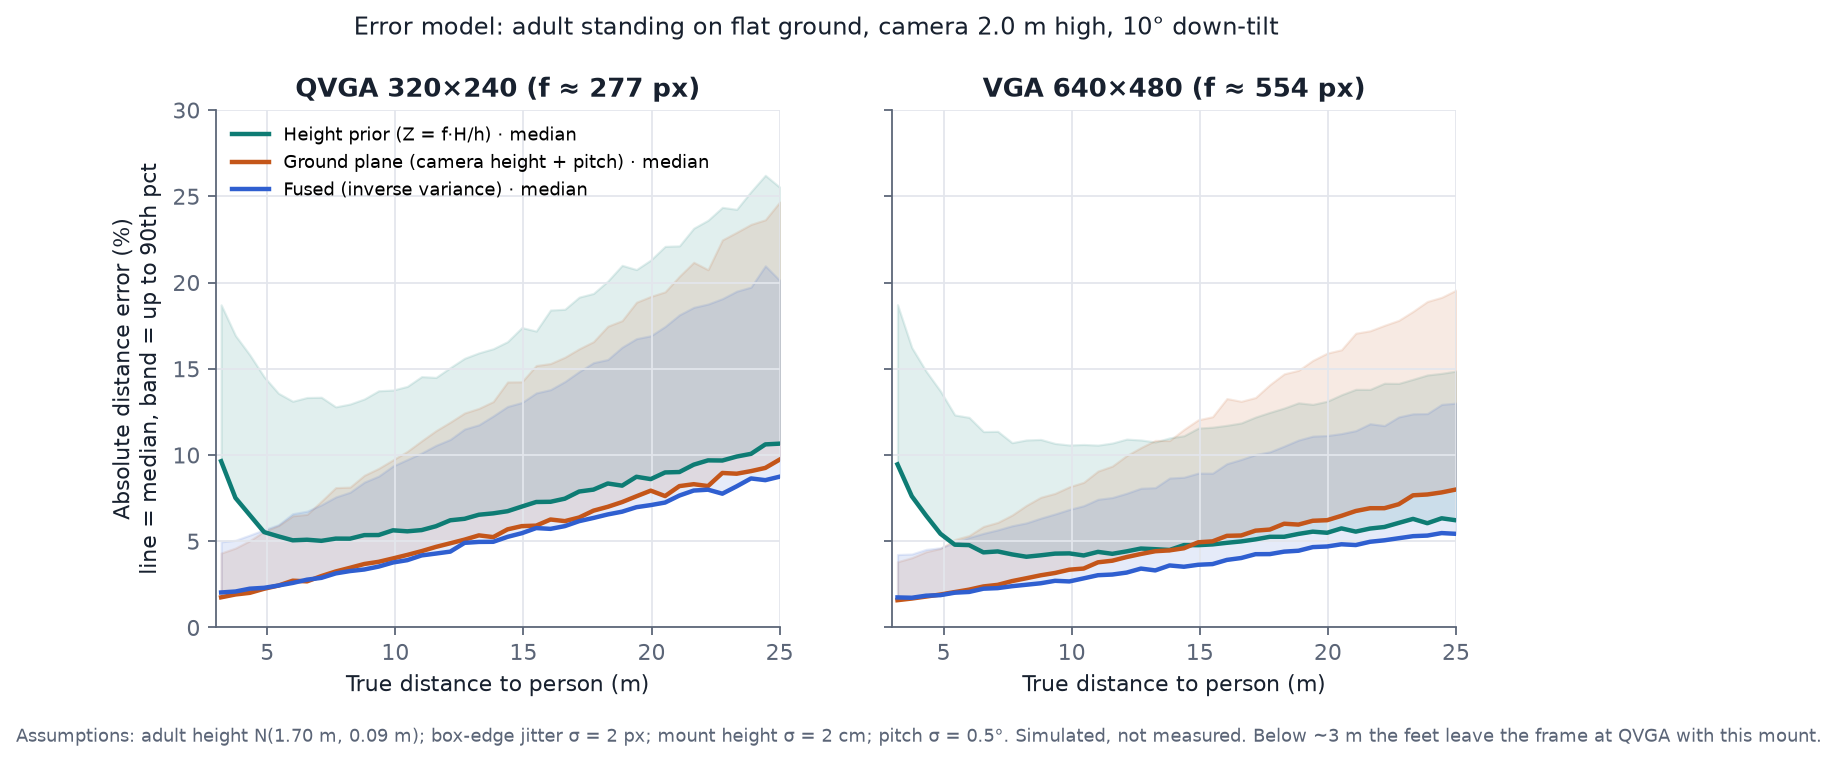 Error model: adult standing on flat ground, camera 2.0 m high, 10° down-tilt
QVGA 320×240 (f ≈ 277 px)
VGA 640×480 (f ≈ 554 px)
Height prior (Z = f·H/h) · median
Ground plane (camera height + pitch) · median
Fused (inverse variance) · median
Absolute distance error (%)
line = median, band = up to 90th pct
30
25
20
15
10
5
0
5 10 15 20 25
5 10 15 20 25
True distance to person (m)
True distance to person (m)
Assumptions: adult height N(1.70 m, 0.09 m); box-edge jitter σ = 2 px; mount height σ = 2 cm; pitch σ = 0.5°. Simulated, not measured. Below ~3 m the feet leave the frame at QVGA with this mount.